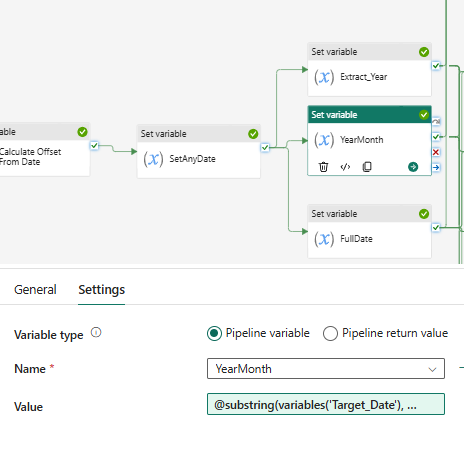 Set variable
Extract_Year
able
Set variable
Set variable
Calculate Offset
From Date
(x) SetAnyDate
(x) YearMonth
Set variable
(x) FullDate
General
Settings
Variable type
Pipeline variable
Pipeline return value
Name *
YearMonth
Value
@substring(variables('Target_Date'), ...